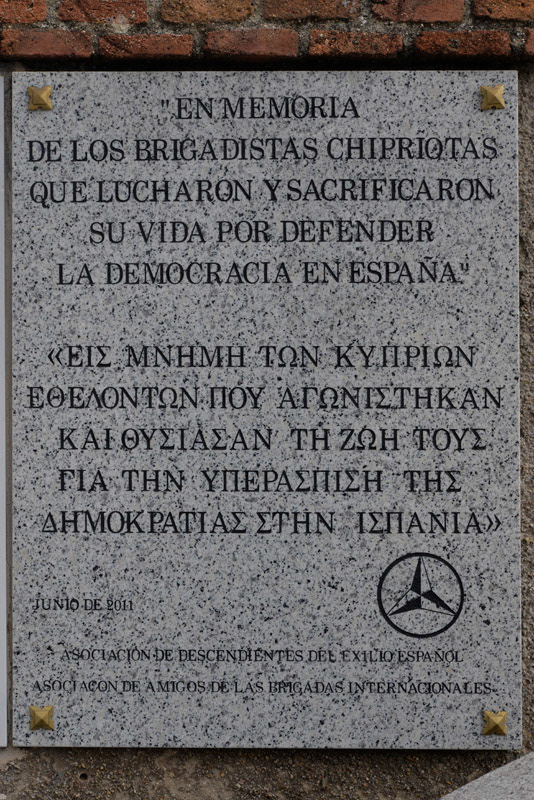 "EN MEMORIA
DE LOS BRIGADISTAS CHIPRIOTAS
QUE LUCHARON Y SACRIFICARON
SU VIDA POR DEFENDER
LA DEMOCRACIA EN ESPAÑA"
«ΕΙΣ ΜΝΗΜΗ ΤΩΝ ΚΥΠΡΙΩΝ
ΕΘΕΛΟΝΤΩΝ ΠΟΥ ΑΓΩΝΙΣΤΗΚΑΝ
ΚΑΙ ΘΥΣΙΑΣΑΝ ΤΗ ΖΩΗ ΤΟΥΣ
ΓΙΑ ΤΗΝ ΥΠΕΡΑΣΠΙΣΗ ΤΗΣ
ΔΗΜΟΚΡΑΤΙΑΣ ΣΤΗΝ ΙΣΠΑΝΙΑ»
JUNIO DE 2011
ASOCIACIÓN DE DESCENDIENTES DEL EXILIO ESPAÑOL
ASOCIACON DE AMIGOS DE LAS BRIGADAS INTERNACIONALES